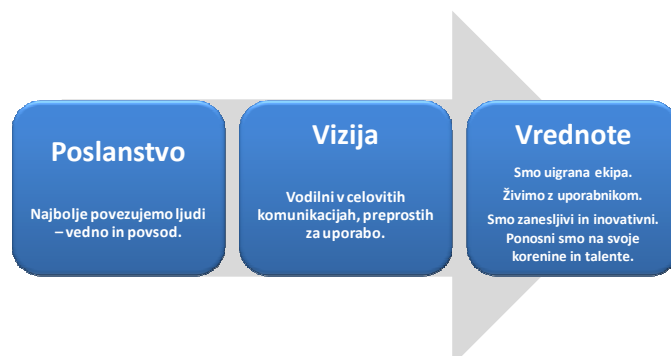 Poslanstvo
Najbolje povezujemo ljudi
– vedno in povsod.
Vizija
Vodilni v celovitih
komunikacijah, preprostih
za uporabo.
Vrednote
Smo uigrana ekipa.
Živimo z uporabnikom.
Smo zanesljivi in inovativni.
Ponosni smo na svoje
korenine in talente.